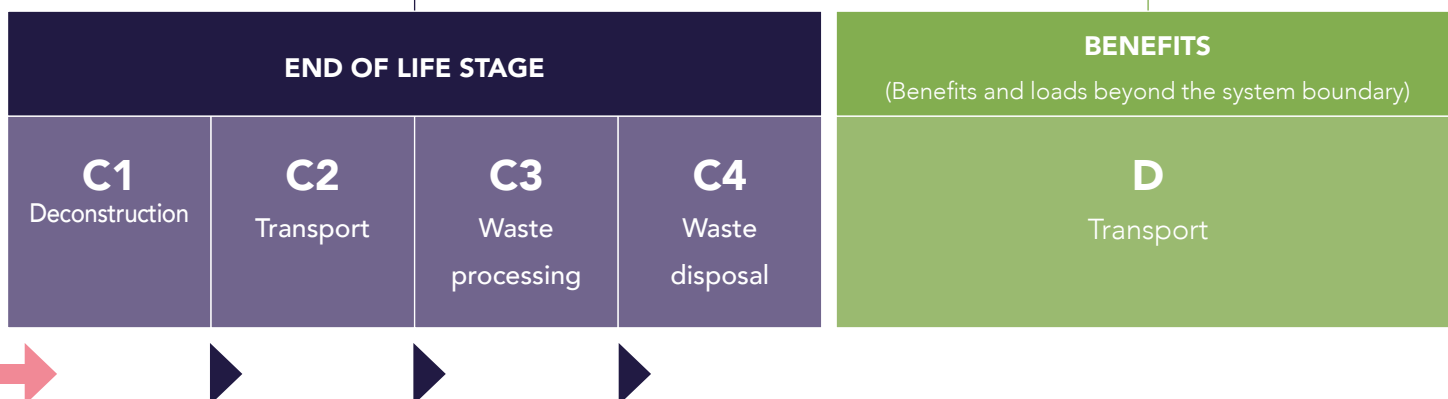 END OF LIFE STAGE
BENEFITS
(Benefits and loads beyond the system boundary)
C1
Deconstruction
C2
Transport
C3
Waste
processing
C4
Waste
disposal
D
Transport